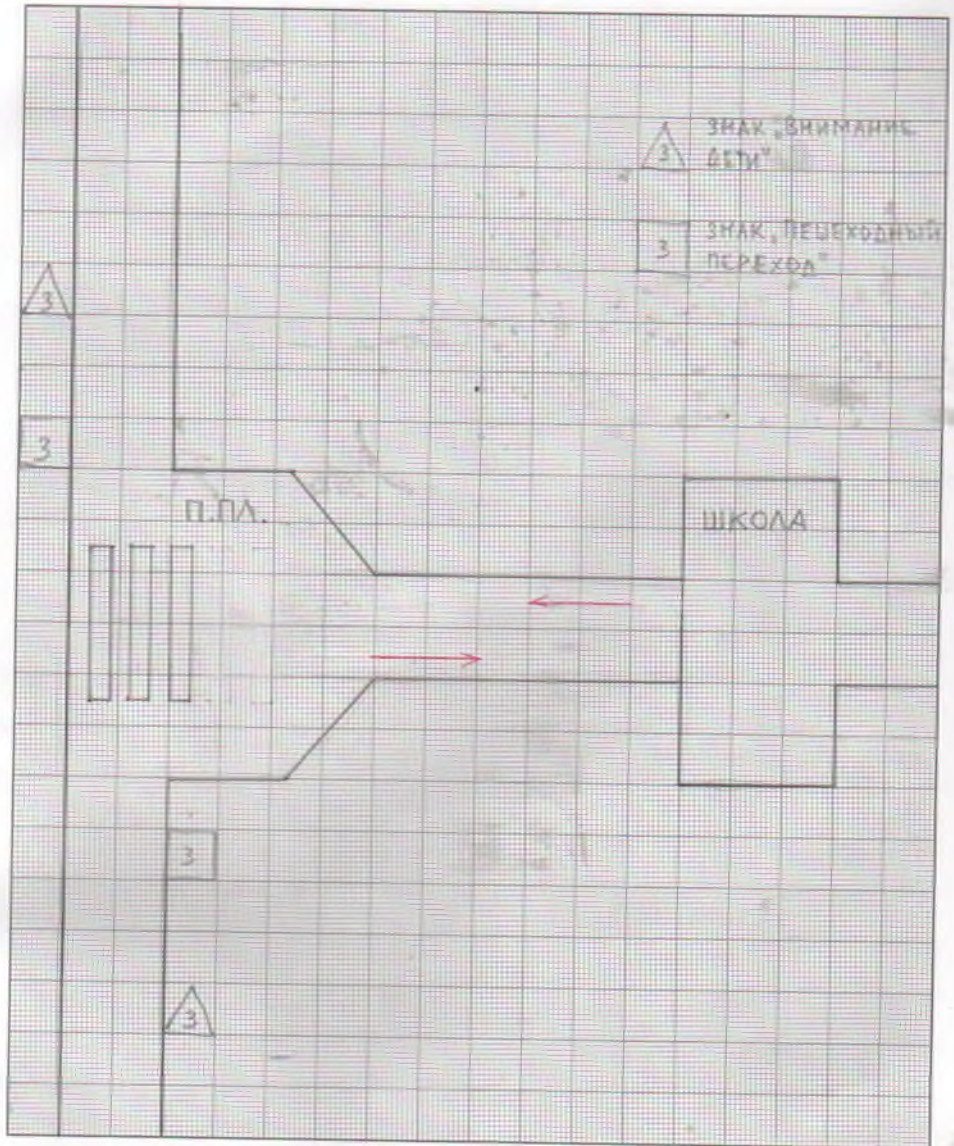 ЗНАК „ВНИМАНИЕ
ДЕТИ"
3
ЗНАК „ПЕШЕХОДНЫЙ
ПЕРЕХОД"
3
3
3
П.ПЛ.
ШКОЛА
3
3